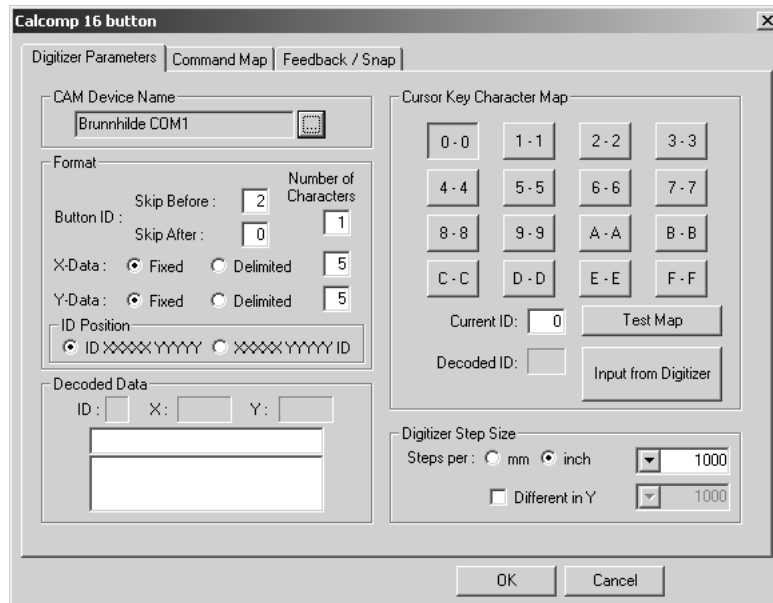 Calcomp 16 button
Digitizer Parameters Command Map Feedback / Snap
CAM Device Name
Brunnhilde COM1
...
Format
Number of
Characters
Button ID :
Skip Before : 2
1
Skip After : 0
X-Data : Fixed Delimited 5
Y-Data : Fixed Delimited 5
ID Position
ID XXXXX YYYYY XXXXX YYYYY ID
Decoded Data
ID : X : Y :
Cursor Key Character Map
0 - 0 1 - 1 2 - 2 3 - 3
4 - 4 5 - 5 6 - 6 7 - 7
8 - 8 9 - 9 A - A B - B
C - C D - D E - E F - F
Current ID: 0 Test Map
Decoded ID: Input from Digitizer
Digitizer Step Size
Steps per : mm inch 1000
Different in Y 1000
OK Cancel